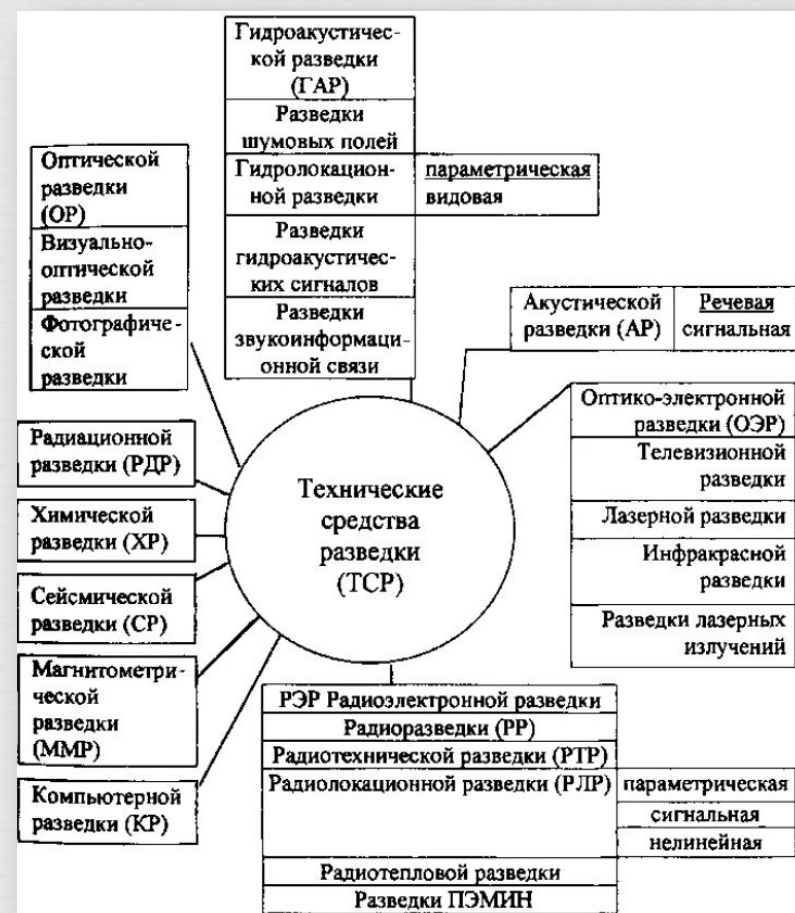 Гидроакустичес-
кой разведки
(ГАР)
Разведки
шумовых полей
Гидролокацион-
ной разведки
параметрическая
видовая
Разведки
гидроакустичес-
ких сигналов
Разведки
звукоинформаци-
онной связи
Оптической
разведки
(ОР)
Визуально-
оптической
разведки
Фотографиче-
ской
разведки
Акустической
разведки (АР)
Речевая
сигнальная
Оптико-электронной
разведки (ОЭР)
Телевизионной
разведки
Лазерной разведки
Инфракрасной
разведки
Разведки лазерных
излучений
Радиационной
разведки (РДР)
Химической
разведки (ХР)
Сейсмической
разведки (СР)
Магнитометри-
ческой
разведки
(ММР)
Компьютерной
разведки (КР)
Технические
средства
разведки
(ТСР)
РЭР Радиоэлектронной разведки
Радиоразведки (РР)
Радиотехнической разведки (РТР)
Радиолокационной разведки (РЛР)
параметрическая
сигнальная
нелинейная
Радиотепловой разведки
Разведки ПЭМИН